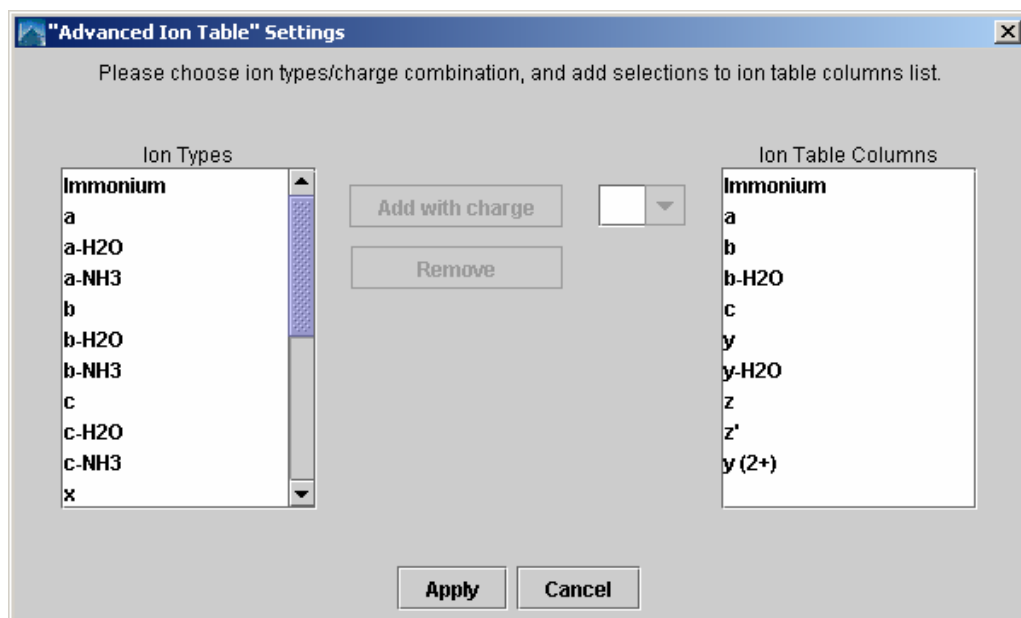 "Advanced Ion Table" Settings
Please choose ion types/charge combination, and add selections to ion table columns list.
Ion Types
Immonium
a
a-H2O
a-NH3
b
b-H2O
b-NH3
c
c-H2O
c-NH3
x
Add with charge
Remove
Ion Table Columns
Immonium
a
b
b-H2O
c
y
y-H2O
z
z'
y (2+)
Apply
Cancel